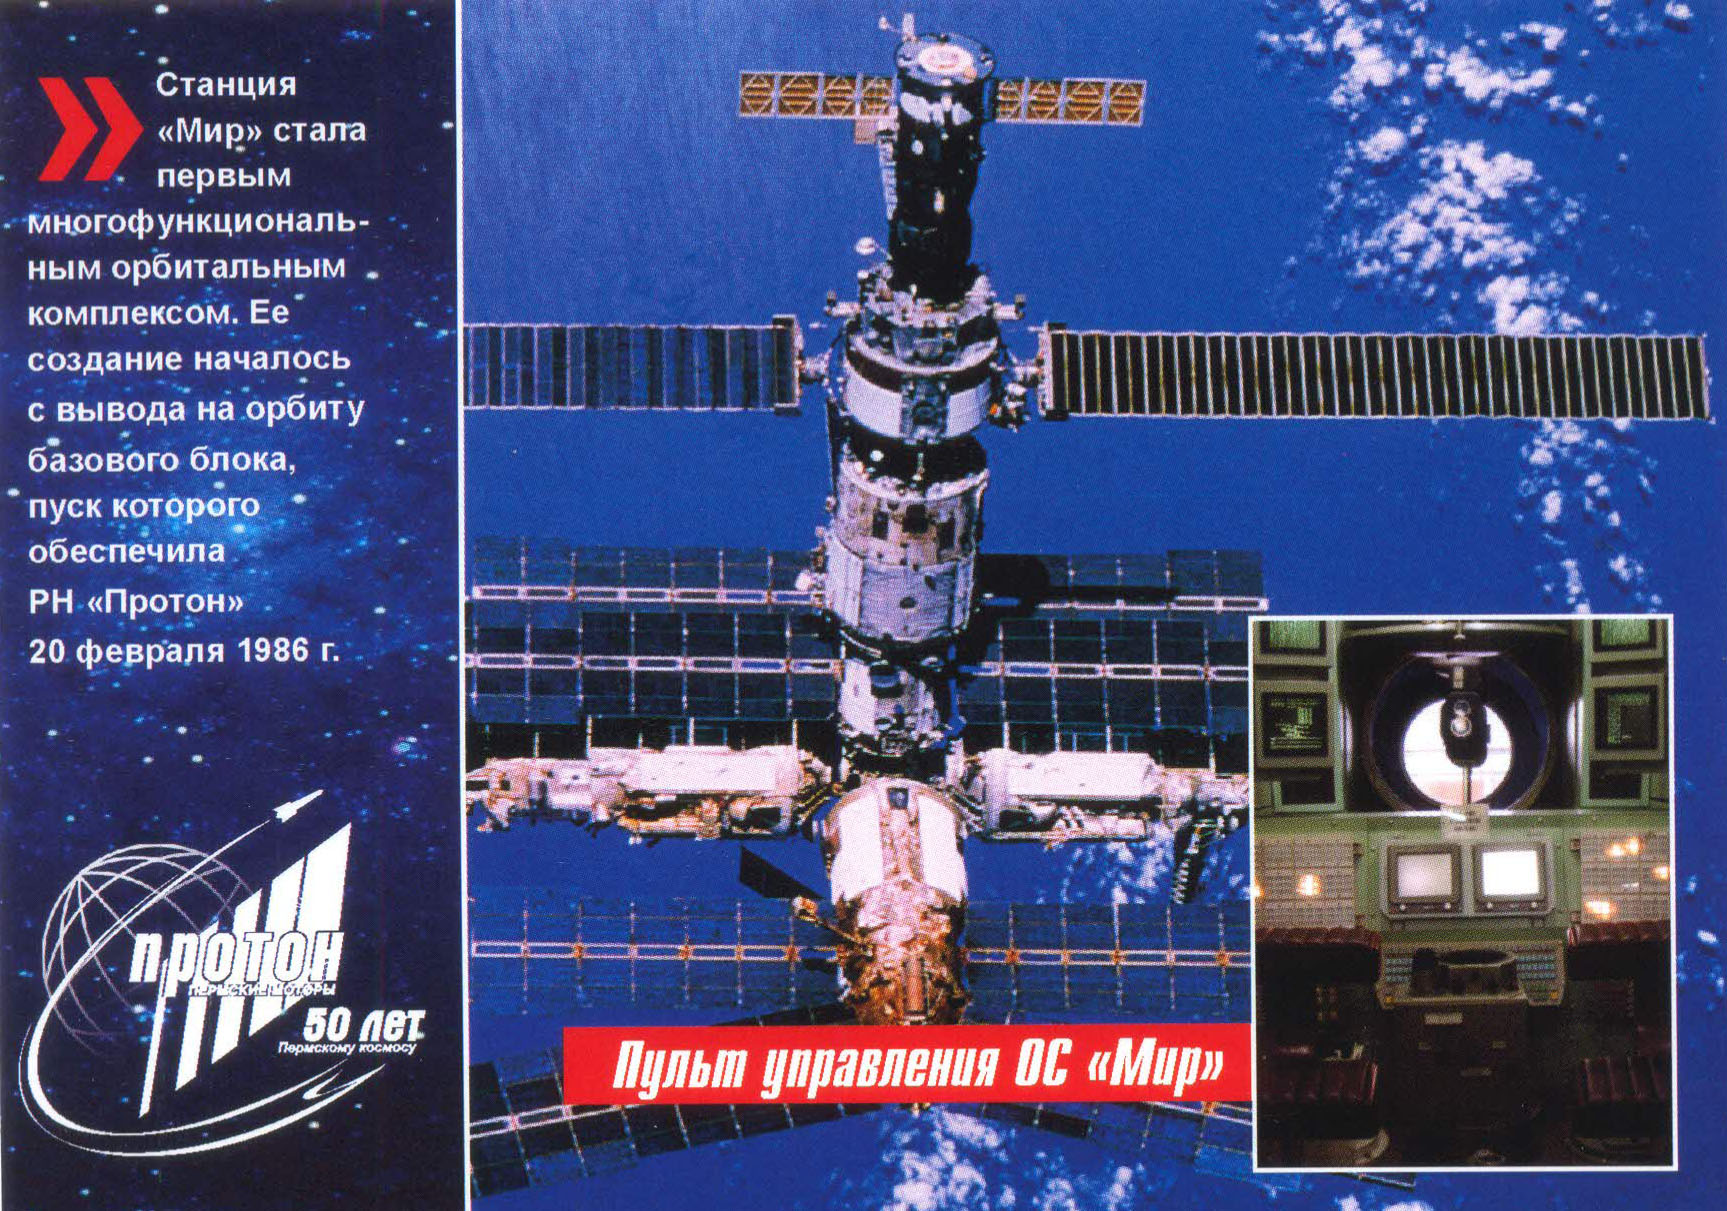 Станция
«Мир» стала
первым
многофункциональ-
ным орбитальным
комплексом. Ее
создание началось
с вывода на орбиту
базового блока,
пуск которого
обеспечила
РН «Протон»
20 февраля 1986 г.
ПРОТОН
ПЕРМСКИЕ МОТОРЫ
50 лет
Пермскому космосу
Пульт управления ОС «Мир»